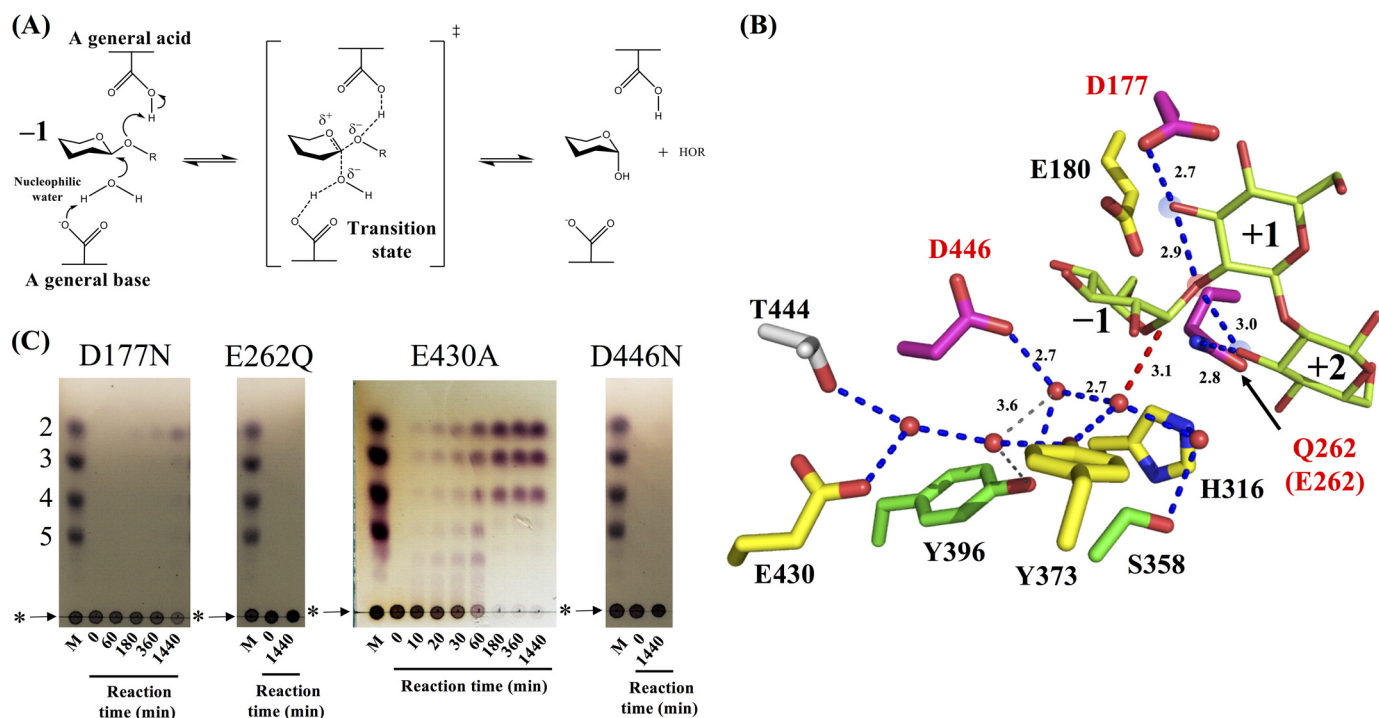 (A)
A general acid
O
O
H
−1
O
O
R
Nucleophilic
water
H
O
H
O
-
O
A general base
‡
O
O
H
δ+
O
δ−
O
R
δ−
O
H
H
O
O
Transition
state
O
O
H
O
OH
+ HOR
-O
O
(B)
D177
2.7
E180
+1
2.9
D446
−1
3.0
T444
2.7
2.7
3.1
2.8
+2
3.6
Q262
(E262)
H316
E430
Y396
Y373
S358
(C)
D177N
E262Q
E430A
D446N
2
3
4
5
*
*
*
*
M
0
60
180
360
1440
M
0
1440
M
0
10
20
30
60
180
360
1440
M
0
1440
Reaction
time (min)
Reaction
time (min)
Reaction time (min)
Reaction
time (min)